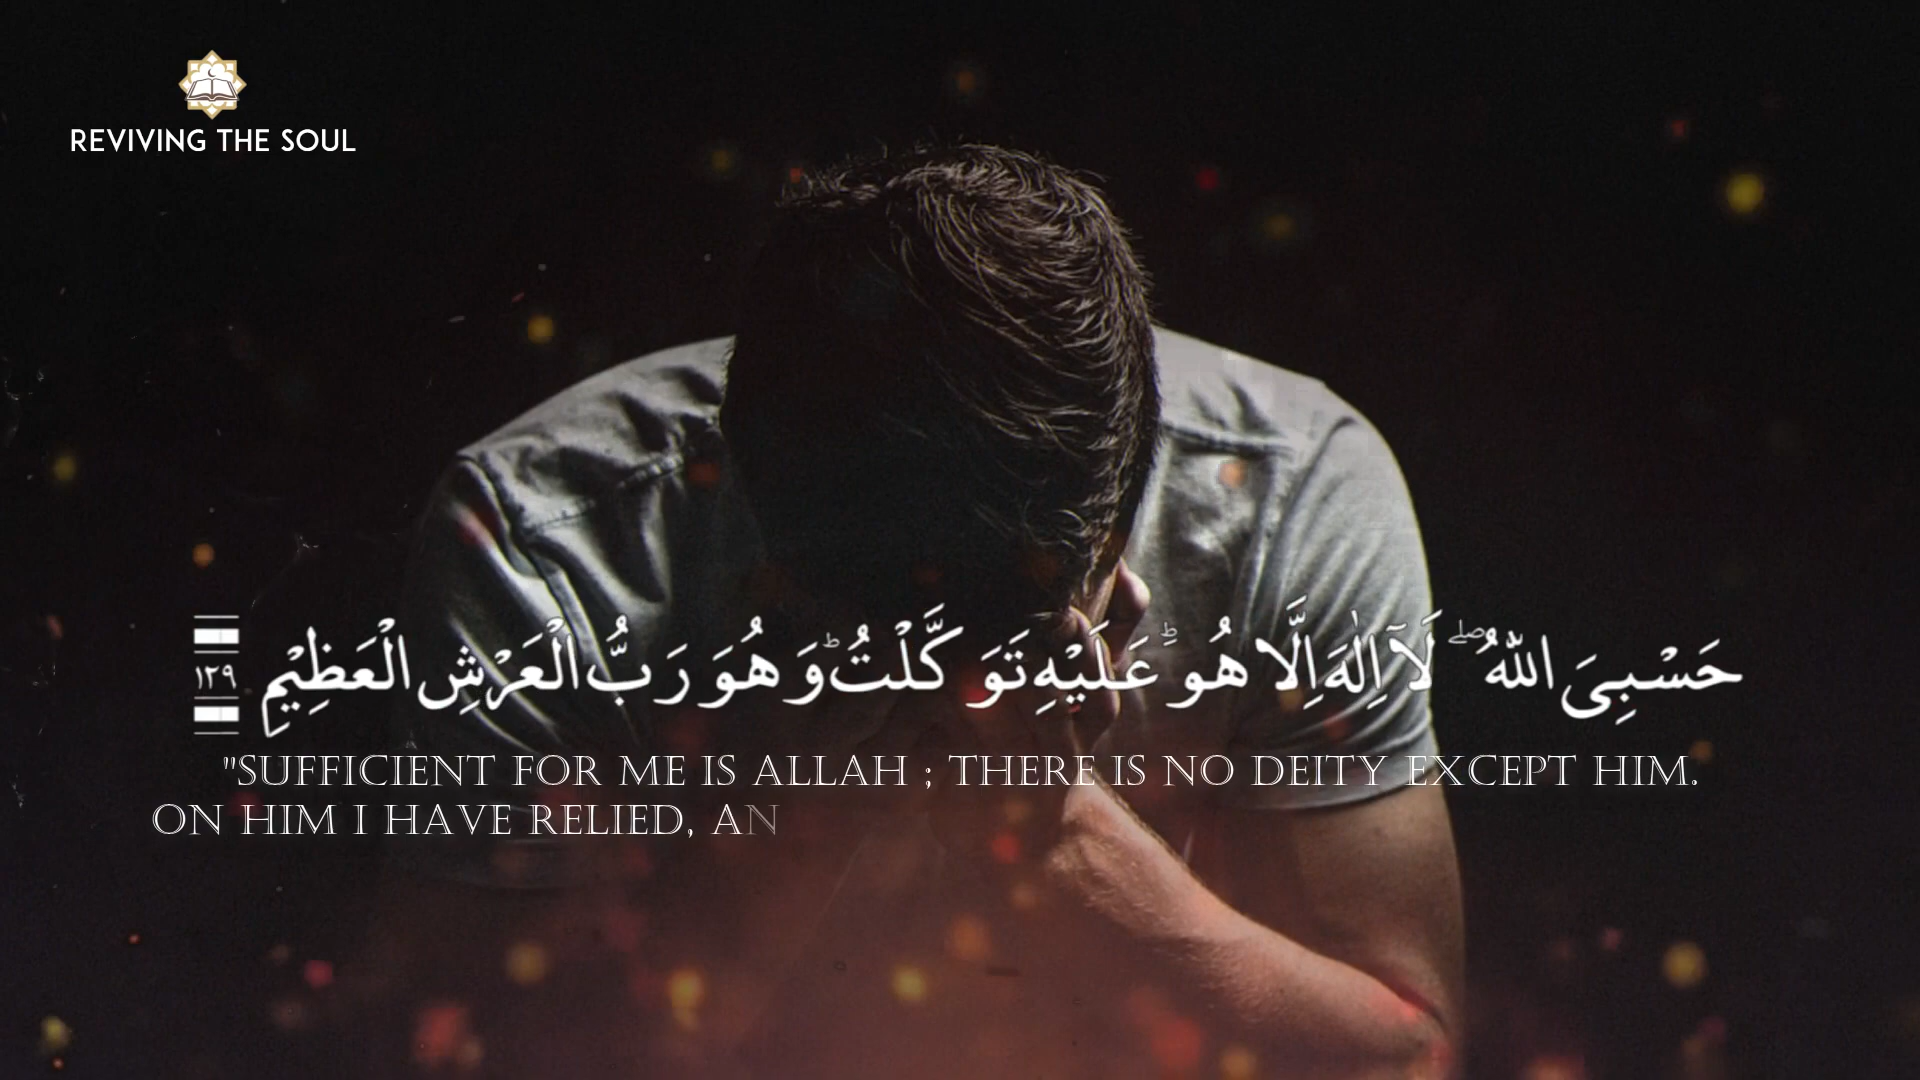 REVIVING THE SOUL
حَسْبِيَ اللّٰهُ ۖ لَآ اِلٰهَ اِلَّا هُوَ ؕ عَلَيْهِ تَوَ كَّلْتُ ؕ وَ هُوَ رَبُّ الْعَرْشِ الْعَظِيْمِ ١٢٩
"SUFFICIENT FOR ME IS ALLAH ; THERE IS NO DEITY EXCEPT HIM.
ON HIM I HAVE RELIED, AN